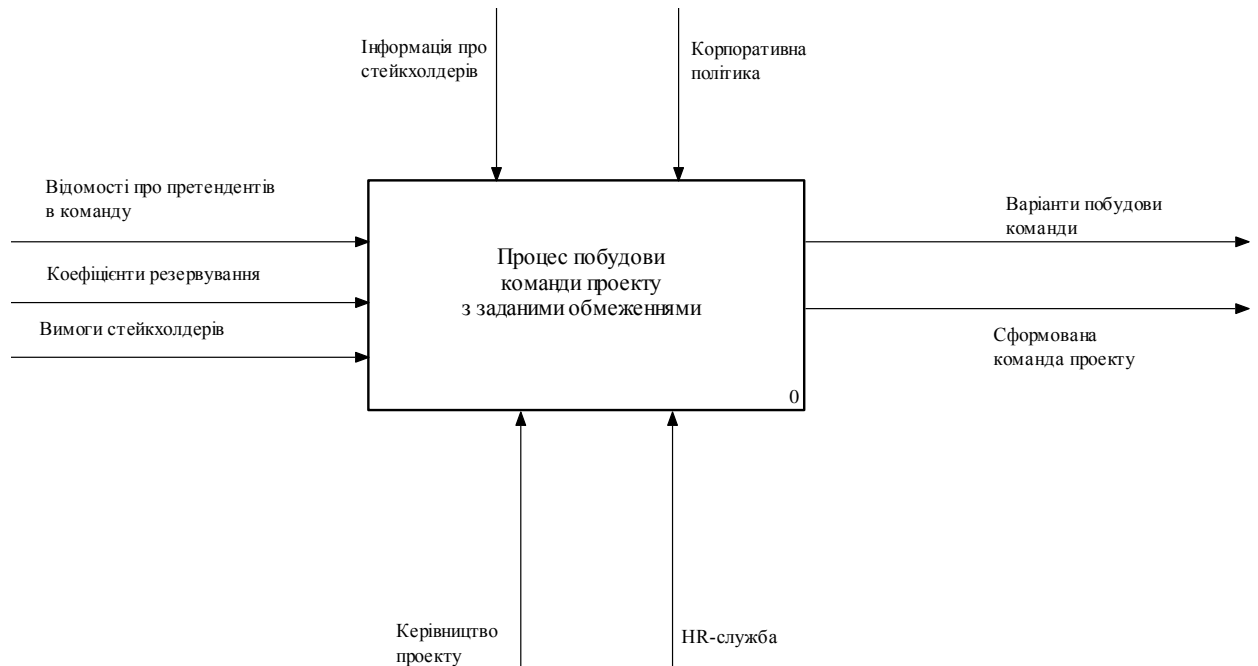 Інформація про
стейкхолдерів
Корпоративна
політика
Відомості про претендентів
в команду
Коефіцієнти резервування
Вимоги стейкхолдерів
Процес побудови
команди проекту
з заданими обмеженнями
0
Варіанти побудови
команди
Сформована
команда проекту
Керівництво
проекту
HR-служба